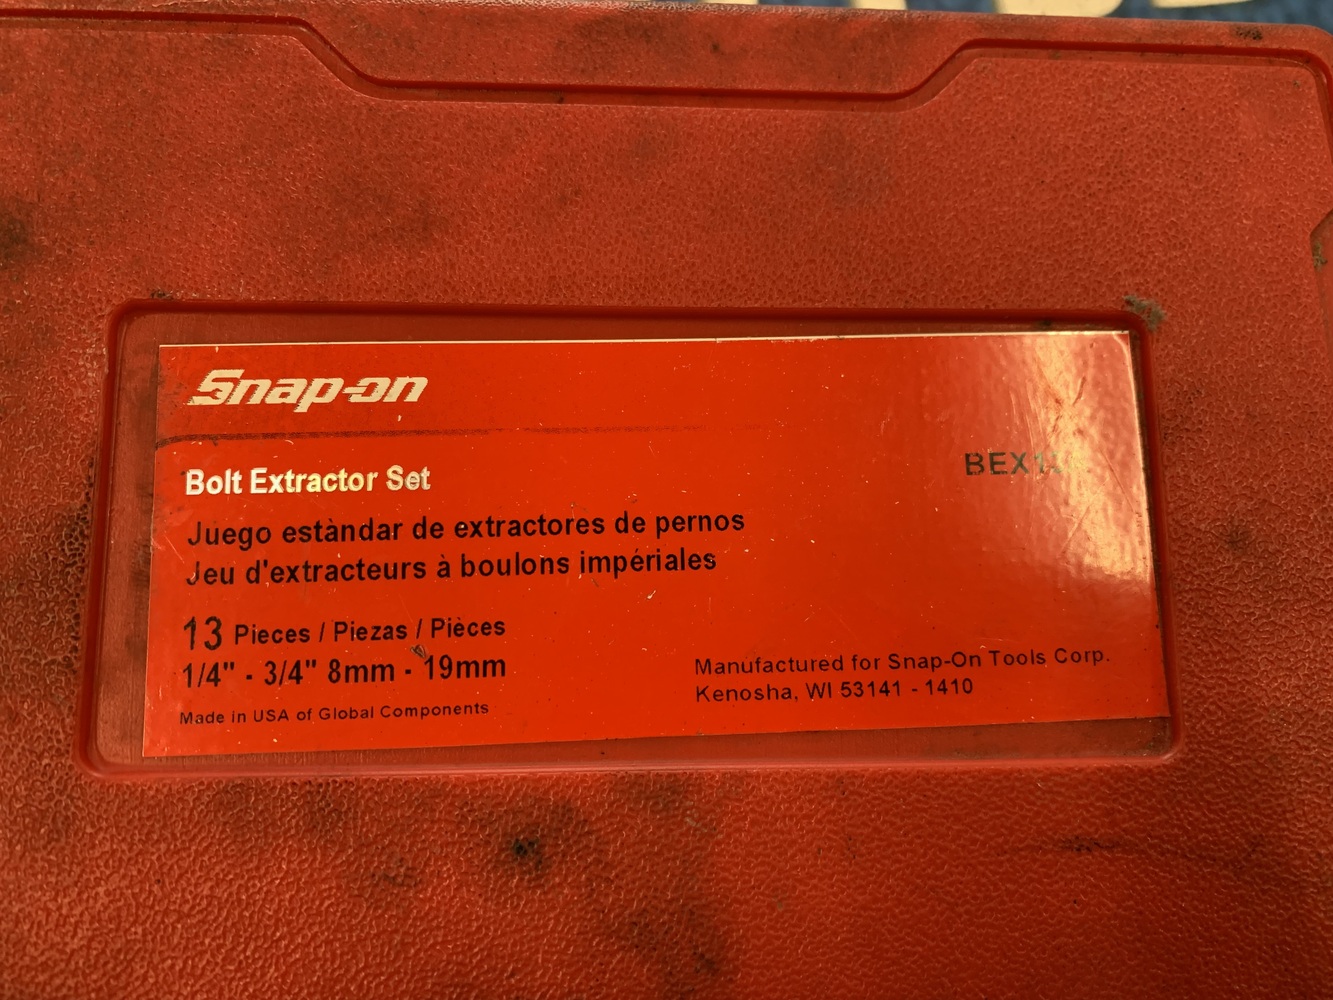 Snap-on
Bolt Extractor Set
Juego estàndar de extractores de pernos
Jeu d'extracteurs à boulons impériales
13 Pieces / Piezas / Pièces
1/4" - 3/4" 8mm - 19mm
Made in USA of Global Components
Manufactured for Snap-On Tools Corp.
Kenosha, WI 53141 - 1410